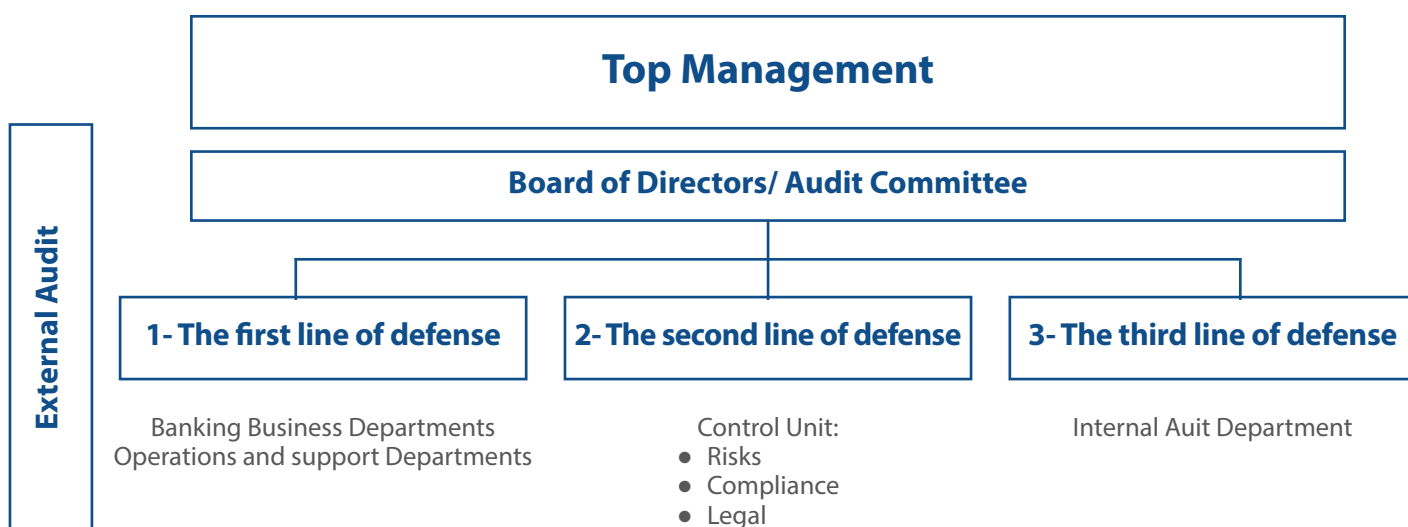 Top Management
Board of Directors/ Audit Committee
External Audit
1- The first line of defense
2- The second line of defense
3- The third line of defense
Banking Business Departments
Operations and support Departments
Control Unit:
● Risks
● Compliance
● Legal
Internal Auit Department